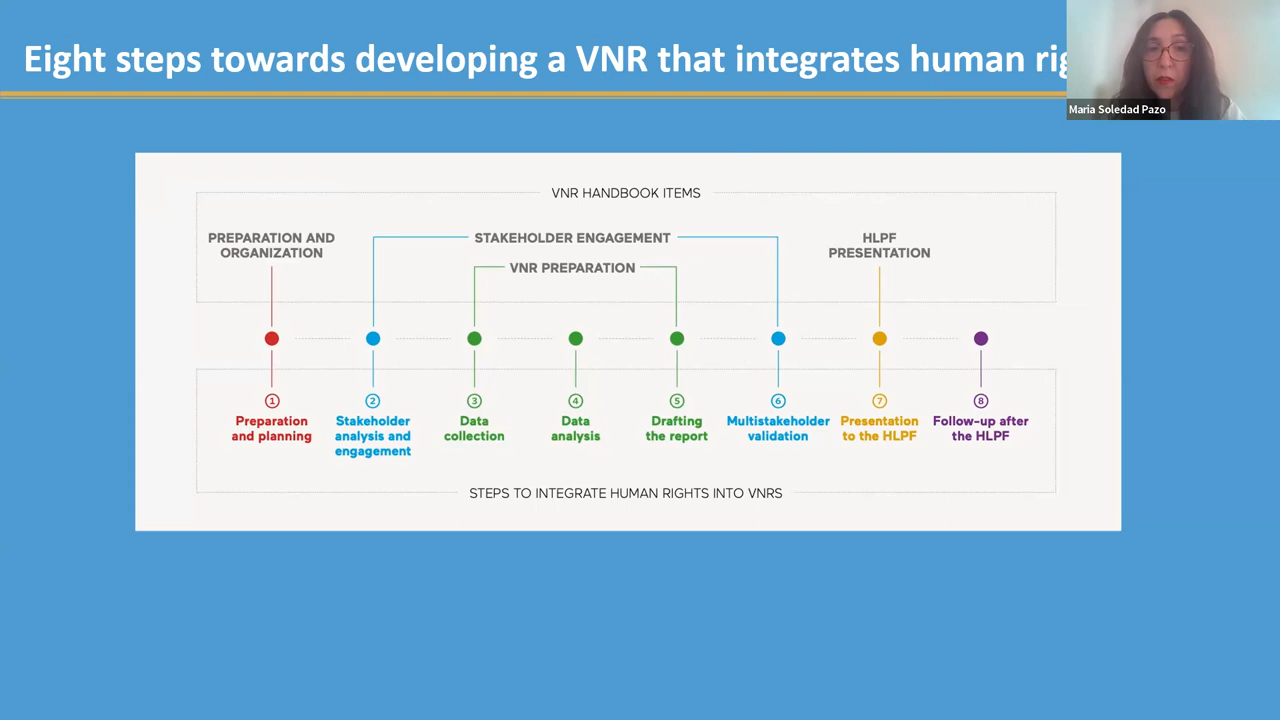 Eight steps towards developing a VNR that integrates human
Maria Soledad Pazo
VNR HANDBOOK ITEMS
PREPARATION AND
ORGANIZATION
STAKEHOLDER ENGAGEMENT
VNR PREPARATION
HLPF
PRESENTATION
1
Preparation
and planning
2
Stakeholder
analysis and
engagement
3
Data
collection
4
Data
analysis
5
Drafting
the report
6
Multistakeholder
validation
7
Presentation
to the HLPF
8
Follow-up after
the HLPF
STEPS TO INTEGRATE HUMAN RIGHTS INTO VNRS